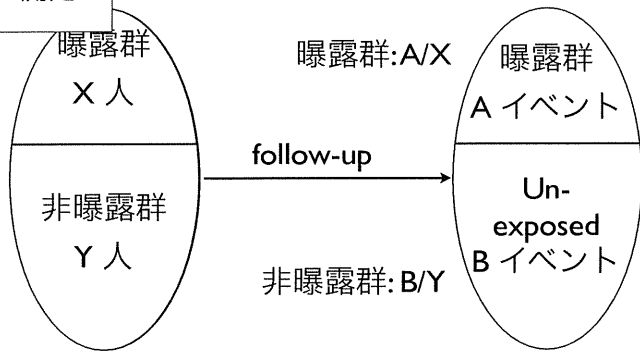 曝露群
X 人
非曝露群
Y 人
曝露群:A/X
follow-up
非曝露群:B/Y
曝露群
A イベント
Un-
exposed
B イベント